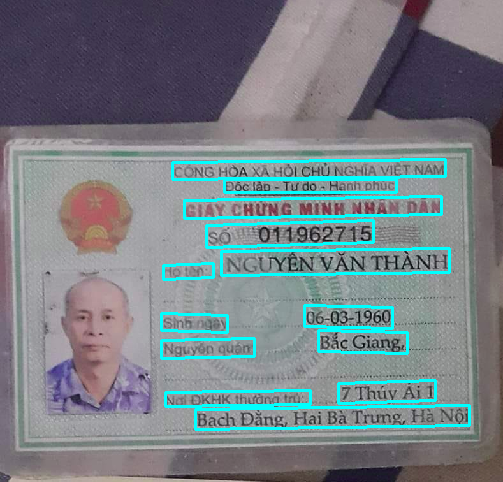 CỘNG HÒA XÃ HỘI CHỦ NGHĨA VIỆT NAM
Độc lập - Tự do - Hạnh phúc
GIẤY CHỨNG MINH NHÂN DÂN
SỐ 011962715
Họ tên: NGUYỄN VĂN THÀNH
Sinh ngày 06-03-1960
Nguyên quán Bắc Giang,
Nơi ĐKHK thường trú: 7 Thúy Ái 1
Bạch Đằng, Hai Bà Trưng, Hà Nội